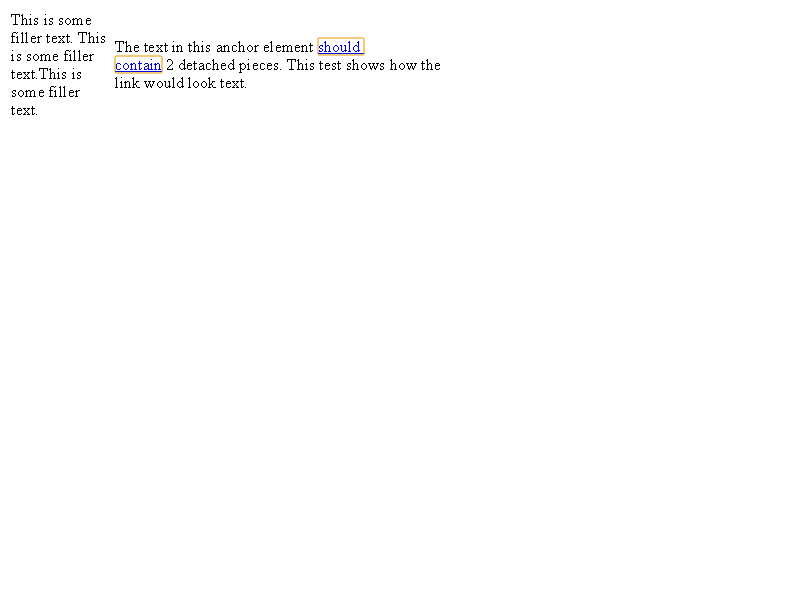 This is some
filler text. This
is some filler
text.This is
some filler
text.
The text in this anchor element should
contain 2 detached pieces. This test shows how the
link would look text.